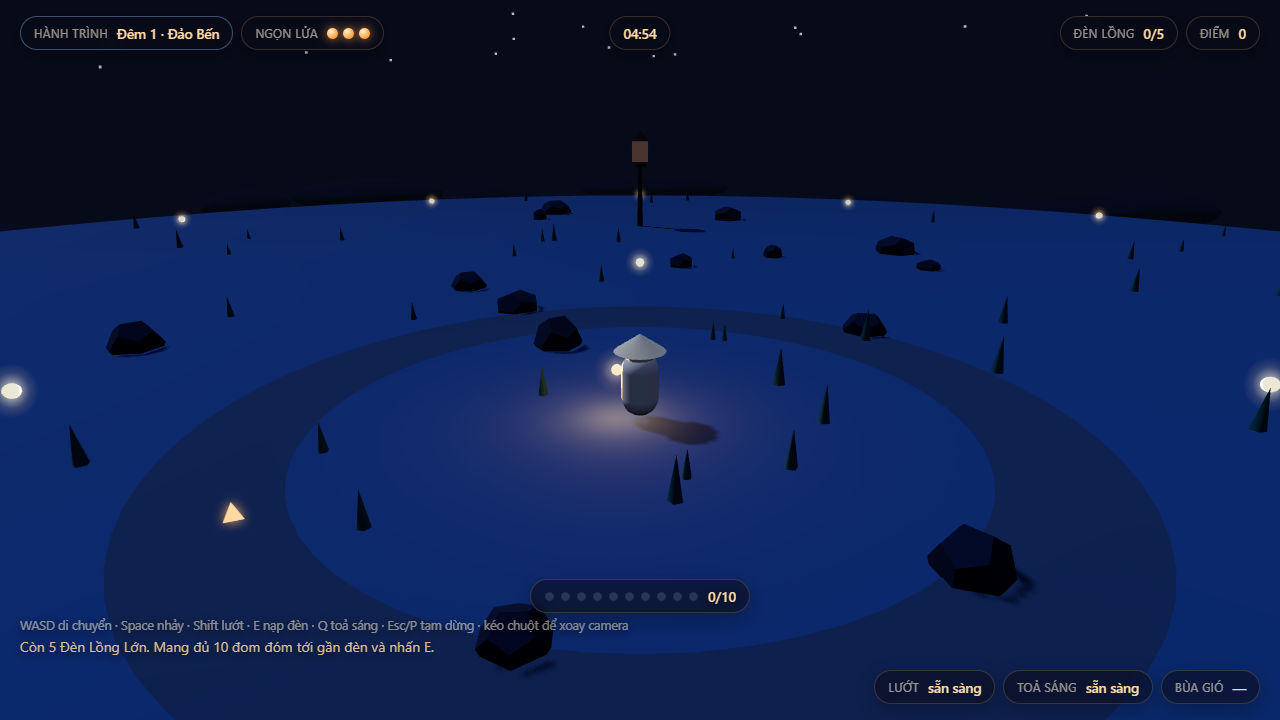 HÀNH TRÌNH Đêm 1 · Đảo Bến
NGỌN LỬA
04:54
ĐÈN LỒNG 0/5
ĐIỂM 0
0/10
WASD di chuyển · Space nhảy · Shift lướt · E nạp đèn · Q toả sáng · Esc/P tạm dừng · kéo chuột để xoay camera
Còn 5 Đèn Lồng Lớn. Mang đủ 10 đom đóm tới gần đèn và nhấn E.
LƯỚT sẵn sàng
TOẢ SÁNG sẵn sàng
BÙA GIÓ —